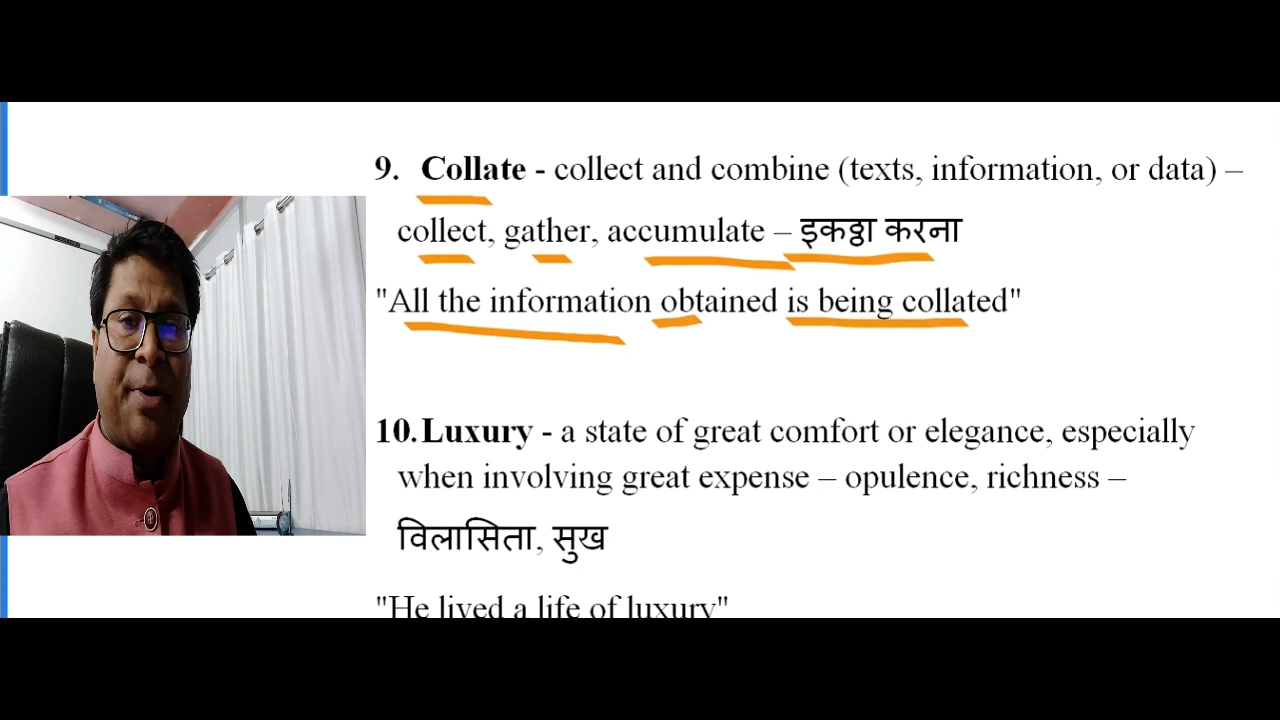 9. Collate - collect and combine (texts, information, or data) –
collect, gather, accumulate – इकठ्ठा करना
"All the information obtained is being collated"
10. Luxury - a state of great comfort or elegance, especially
when involving great expense – opulence, richness –
विलासिता, सुख
"He lived a life of luxury"